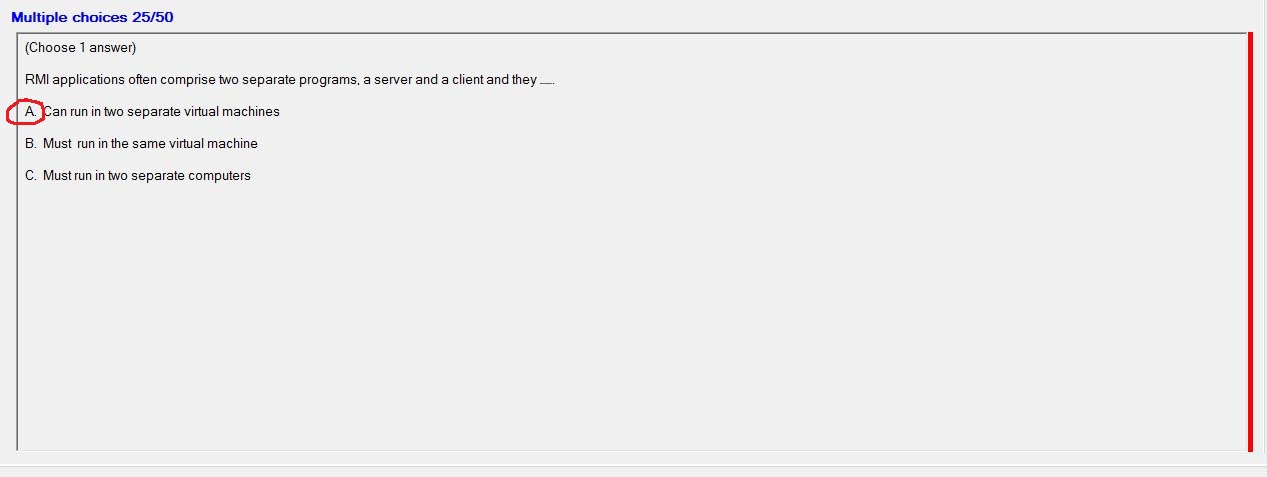 Multiple choices 25/50
(Choose 1 answer)
RMI applications often comprise two separate programs, a server and a client and they ___.
A. Can run in two separate virtual machines
B. Must run in the same virtual machine
C. Must run in two separate computers